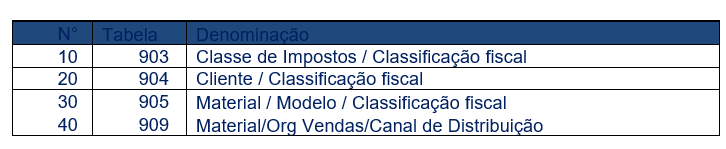 N° Tabela Denominação
10 903 Classe de Impostos / Classificação fiscal
20 904 Cliente / Classificação fiscal
30 905 Material / Modelo / Classificação fiscal
40 909 Material/Org Vendas/Canal de Distribuição